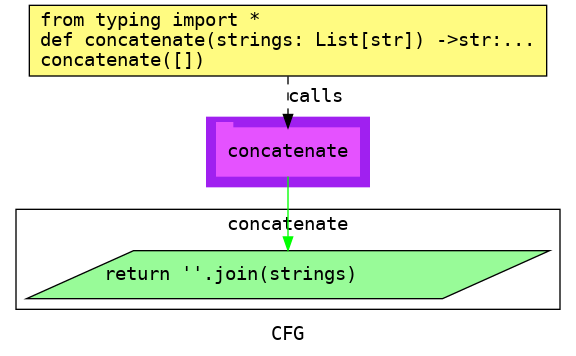 from typing import *
def concatenate(strings: List[str]) ->str:...
concatenate([])
calls
concatenate
concatenate
return ''.join(strings)
CFG